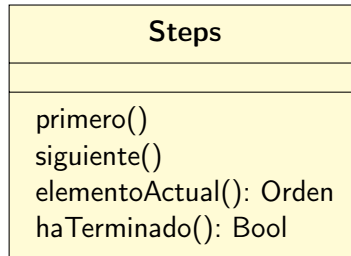 Steps
primero()
siguiente()
elementoActual(): Orden
haTerminado(): Bool